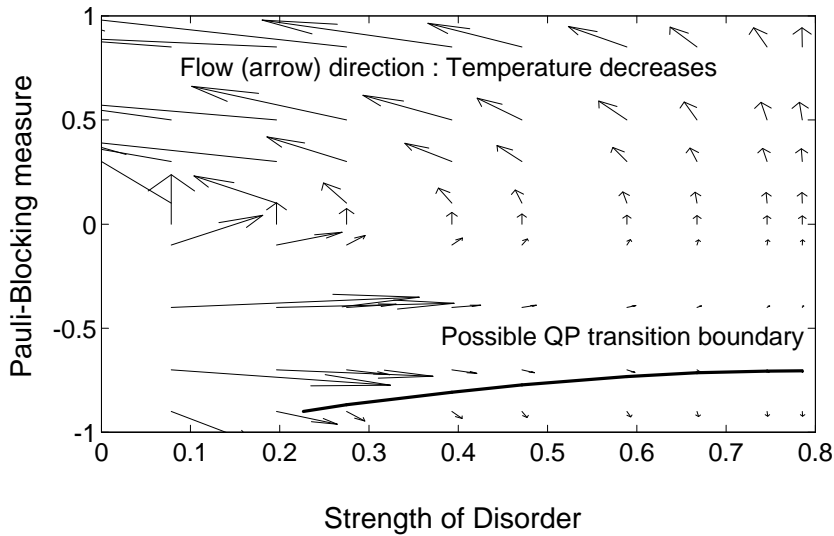 1
Flow (arrow) direction : Temperature decreases
0.5
0
-0.5
Possible QP transition boundary
-1
0 0.1 0.2 0.3 0.4 0.5 0.6 0.7 0.8
Pauli-Blocking measure
Strength of Disorder